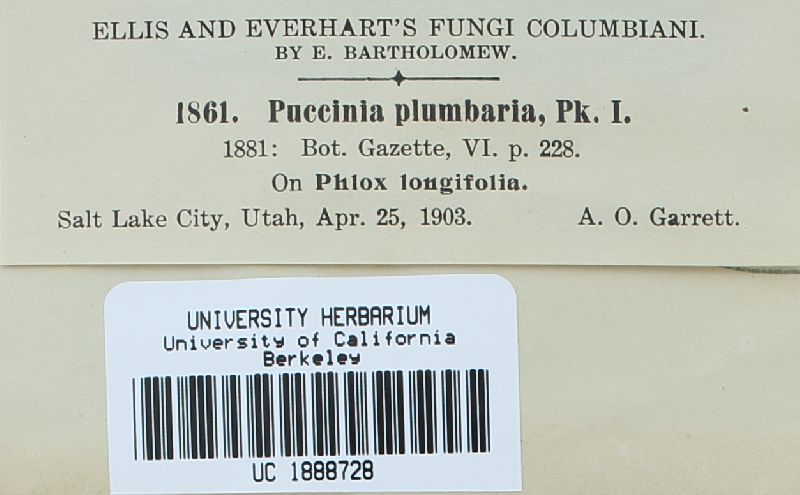 ELLIS AND EVERHART'S FUNGI COLUMBIANI.
BY E. BARTHOLOMEW.
1861. Puccinia plumbaria, Pk. I.
1881: Bot. Gazette, VI. p. 228.
On Phlox longifolia.
Salt Lake City, Utah, Apr. 25, 1903. A. O. Garrett.
UNIVERSITY HERBARIUM
University of California
Berkeley
UC 1888728